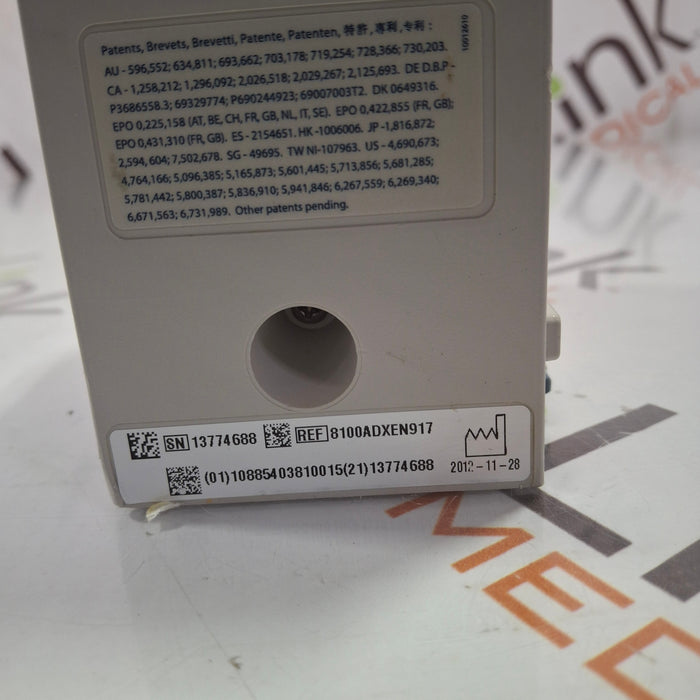 Patents, Brevets, Brevetti, Patente, Patenten, 特許, 專利, 专利:
AU - 596,552; 634,811; 693,662; 703,178; 719,254; 728,366; 730,203.
CA - 1,258,212; 1,296,092; 2,026,518; 2,029,267; 2,125,693. DE D.B.P -
P3686558.3; 69329774; P690244923; 69007003T2. DK 0649316.
EPO 0,225,158 (AT, BE, CH, FR, GB, NL, IT, SE). EPO 0,422,855 (FR, GB);
EPO 0,431,310 (FR, GB). ES - 2154651. HK -1006006. JP -1,816,872;
2,594,604; 7,502,678. SG - 49695. TW NI-107963. US - 4,690,673;
4,764,166; 5,096,385; 5,165,873; 5,601,445; 5,713,856; 5,681,285;
5,781,442; 5,800,387; 5,836,910; 5,941,846; 6,267,559; 6,269,340;
6,671,563; 6,731,989. Other patents pending.
10012610
SN 13774688 REF 8100ADXEN917
(01)10885403810015(21)13774688
2012-11-28
ink
DICAL
MED